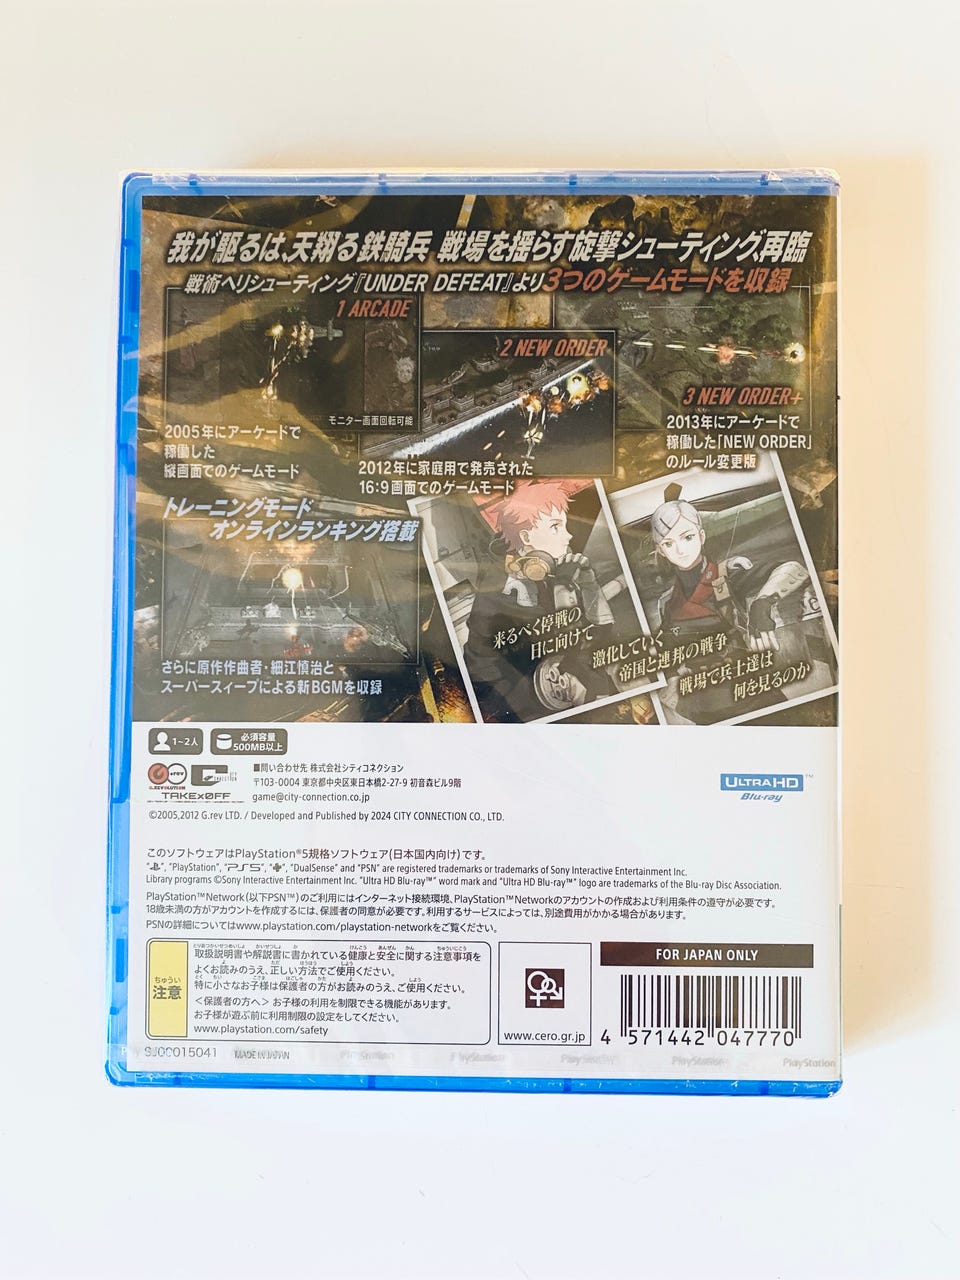 我が駆るは、天翔る鉄騎兵 戦場を揺らす旋撃シューティング、再臨
戦術ヘリシューティング『UNDER DEFEAT』より3つのゲームモードを収録
1 ARCADE
モニター画面回転可能
2005年にアーケードで
稼働した
縦画面でのゲームモード
2 NEW ORDER
2012年に家庭用で発売された
16:9画面でのゲームモード
3 NEW ORDER+
2013年にアーケードで
稼働した「NEW ORDER」
のルール変更版
トレーニングモード
オンラインランキング搭載
さらに原作作曲者・細江慎治と
スーパースィープによる新BGMを収録
来るべく停戦の
日に向けて
激化していく
帝国と連邦の戦争
戦場で兵士達は
何を見るのか
1~2人
必須容量
500MB以上
G.REVOLUTION
CITY CONNECTION
TAKExOFF
■問い合わせ先 株式会社シティコネクション
〒103-0004 東京都中央区東日本橋2-27-9 初音森ビル9階
game@city-connection.co.jp
ULTRA HD™
Blu-ray
©2005,2012 G.rev LTD. / Developed and Published by 2024 CITY CONNECTION CO., LTD.
このソフトウェアはPlayStation®5規格ソフトウェア(日本国内向け)です。
"", "PlayStation", "PS5", "", "DualSense" and "PSN" are registered trademarks or trademarks of Sony Interactive Entertainment Inc.
Library programs ©Sony Interactive Entertainment Inc. "Ultra HD Blu-ray™" word mark and "Ultra HD Blu-ray™" logo are trademarks of the Blu-ray Disc Association.
PlayStation™Network(以下PSN™)のご利用にはインターネット接続環境、PlayStation™Networkのアカウントの作成および利用条件の遵守が必要です。
18歳未満の方がアカウントを作成するには、保護者の同意が必要です。利用するサービスによっては、別途費用がかかる場合があります。
PSNの詳細についてはwww.playstation.com/playstation-networkをご覧ください。
ちゅうい
注意
取扱説明書や解説書に書かれている健康と安全に関する注意事項を
よくお読みのうえ、正しい方法でご使用ください。
特に小さなお子様は保護者の方がお読みのうえ、ご使用ください。
<保護者の方へ> お子様の利用を制限できる機能があります。
お子様が遊ぶ前に利用制限の設定をしてください。
www.playstation.com/safety
www.cero.gr.jp
FOR JAPAN ONLY
4 571442 047770
SJ00015041 MADE IN JAPAN
PlayStation PlayStation PlayStation PlayStation PlayStation